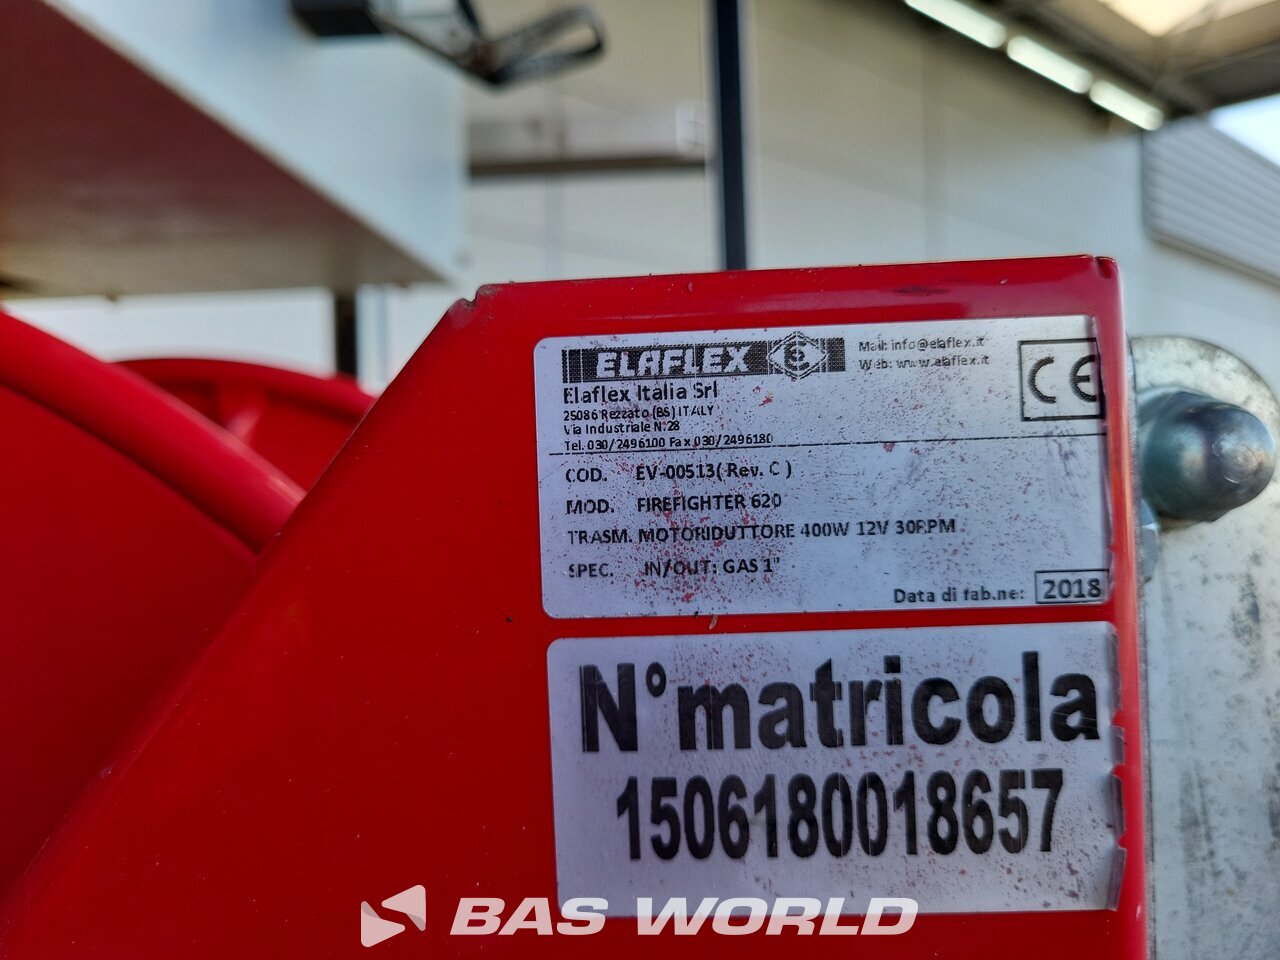 ELAFLEX
Mail: info@elaflex.it
Web: www.elaflex.it
CE
Elaflex Italia Srl
25086 Rezzato (BS) ITALY
Via Industriale N.28
Tel. 030/2496100 Fax 030/2496180
COD. EV-00513( Rev. C )
MOD. FIREFIGHTER 620
TRASM. MOTORIDUTTORE 400W 12V 30RPM
SPEC. IN/OUT: GAS 1"
Data di fab.ne: 2018
N°matricola
1506180018657
BAS WORLD